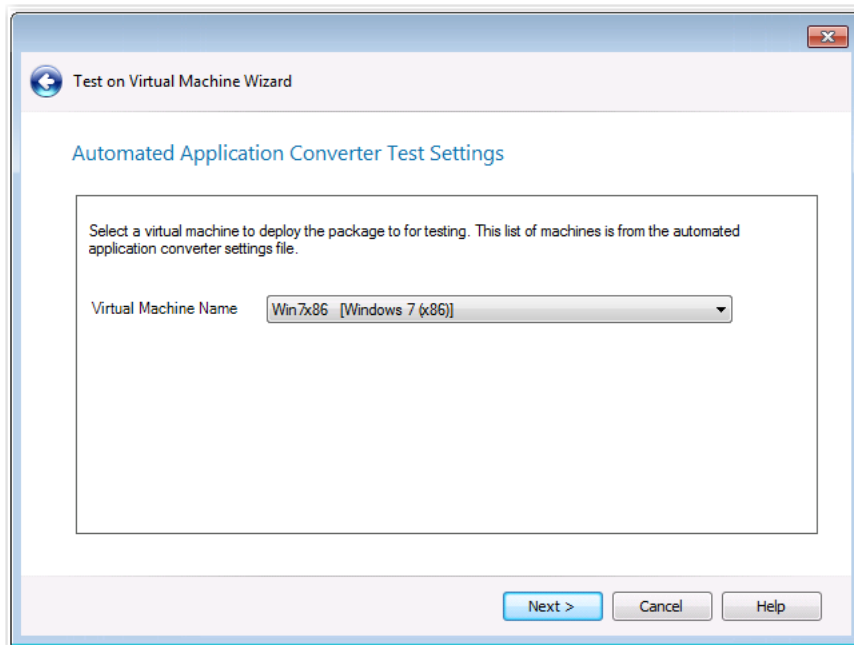 Test on Virtual Machine Wizard
Automated Application Converter Test Settings
Select a virtual machine to deploy the package to for testing. This list of machines is from the automated
application converter settings file.
Virtual Machine Name
Win7x86 [Windows 7 (x86)]
Next >
Cancel
Help